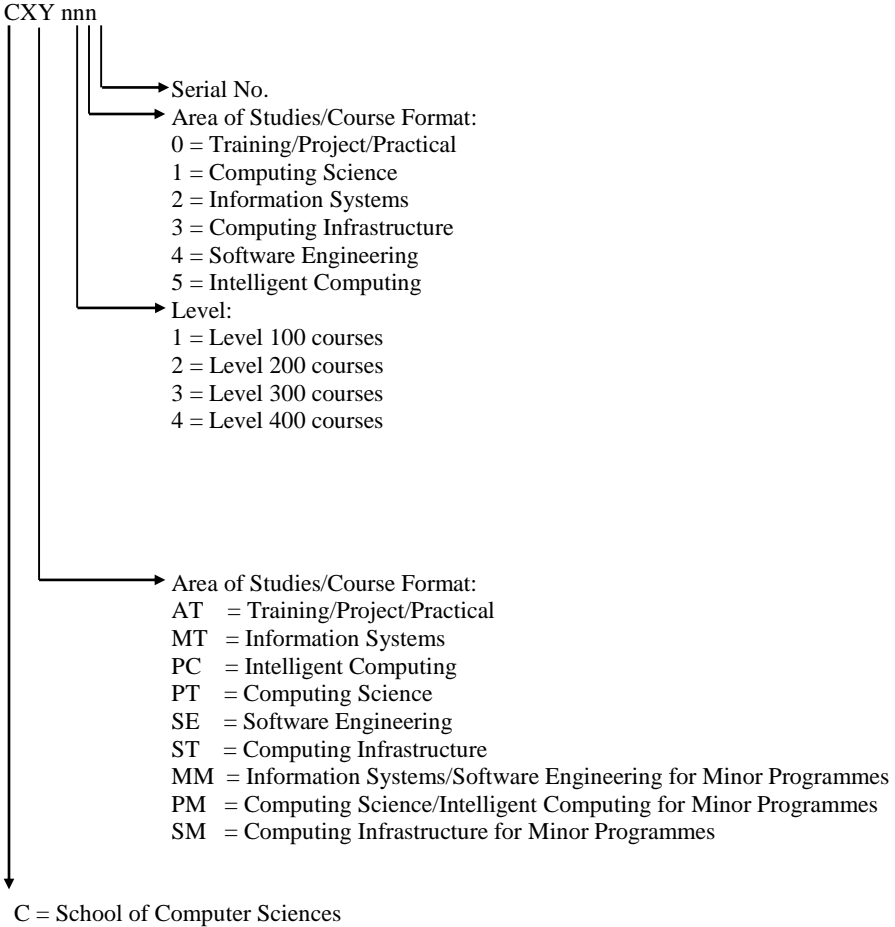 CXY nnn
Serial No.
Area of Studies/Course Format:
0 = Training/Project/Practical
1 = Computing Science
2 = Information Systems
3 = Computing Infrastructure
4 = Software Engineering
5 = Intelligent Computing
Level:
1 = Level 100 courses
2 = Level 200 courses
3 = Level 300 courses
4 = Level 400 courses
Area of Studies/Course Format:
AT = Training/Project/Practical
MT = Information Systems
PC = Intelligent Computing
PT = Computing Science
SE = Software Engineering
ST = Computing Infrastructure
MM = Information Systems/Software Engineering for Minor Programmes
PM = Computing Science/Intelligent Computing for Minor Programmes
SM = Computing Infrastructure for Minor Programmes
C = School of Computer Sciences